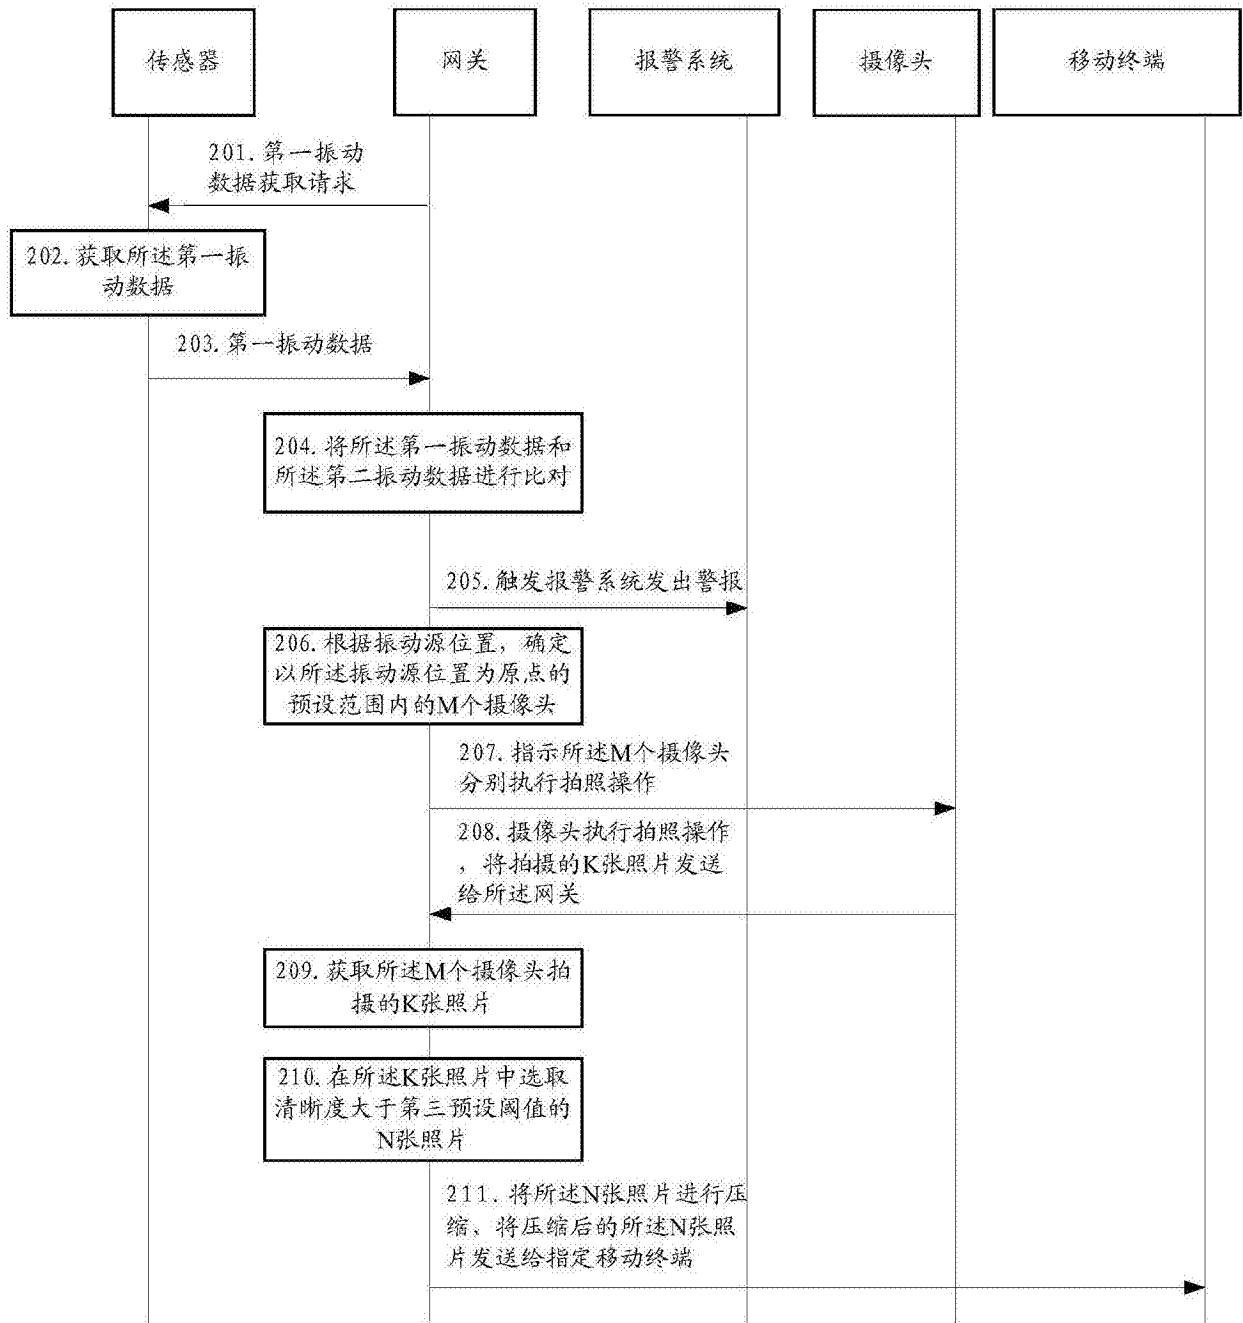 传感器
网关
报警系统
摄像头
移动终端
201.第一振动
数据获取请求
202.获取所述第一振
动数据
203.第一振动数据
204.将所述第一振动数据和
所述第二振动数据进行比对
205.触发报警系统发出警报
206.根据振动源位置，确定
以所述振动源位置为原点的
预设范围内的M个摄像头
207.指示所述M个摄像头
分别执行拍照操作
208.摄像头执行拍照操作
，将拍摄的K张照片发送
给所述网关
209.获取所述M个摄像头拍
摄的K张照片
210.在所述K张照片中选取
清晰度大于第三预设阈值的
N张照片
211.将所述N张照片进行压
缩、将压缩后的所述N张照
片发送给指定移动终端